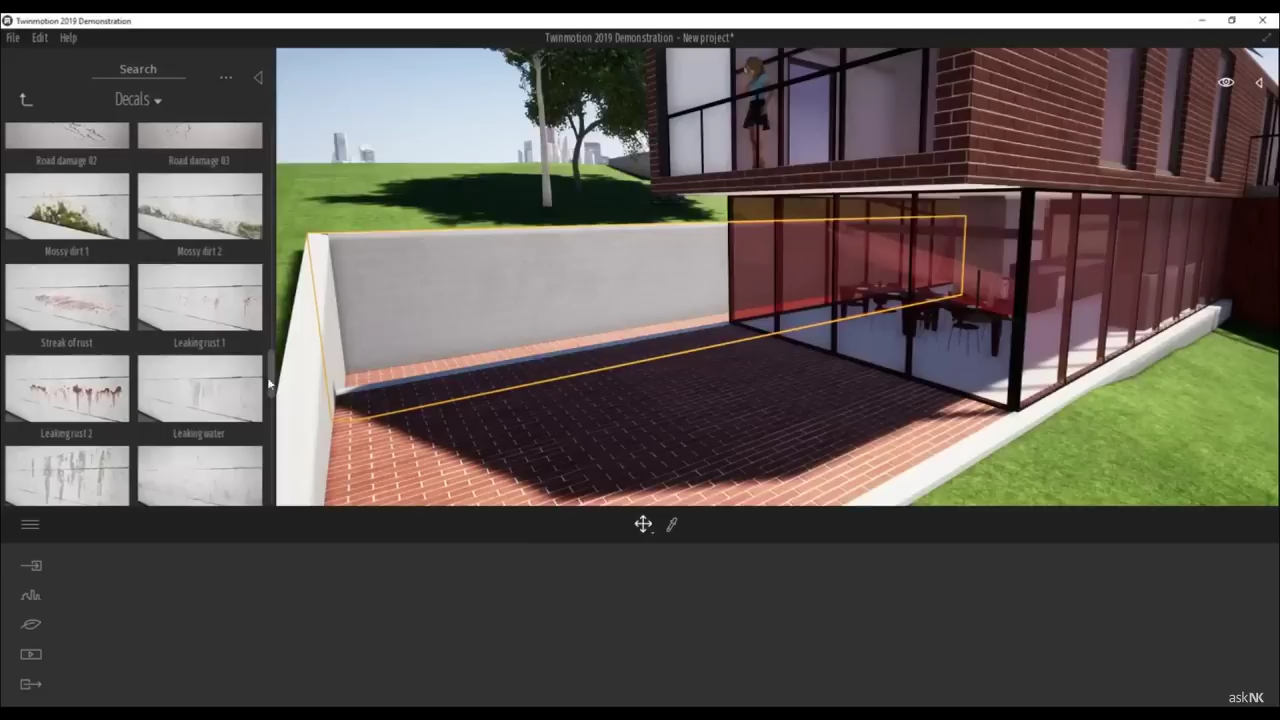 Twinmotion 2019 Demonstration
File Edit Help
Twinmotion 2019 Demonstration - New project*
Search
...
Decals
Road damage 02
Road damage 03
Mossy dirt 1
Mossy dirt 2
Streak of rust
Leaking rust 1
Leaking rust 2
Leaking water
askNK